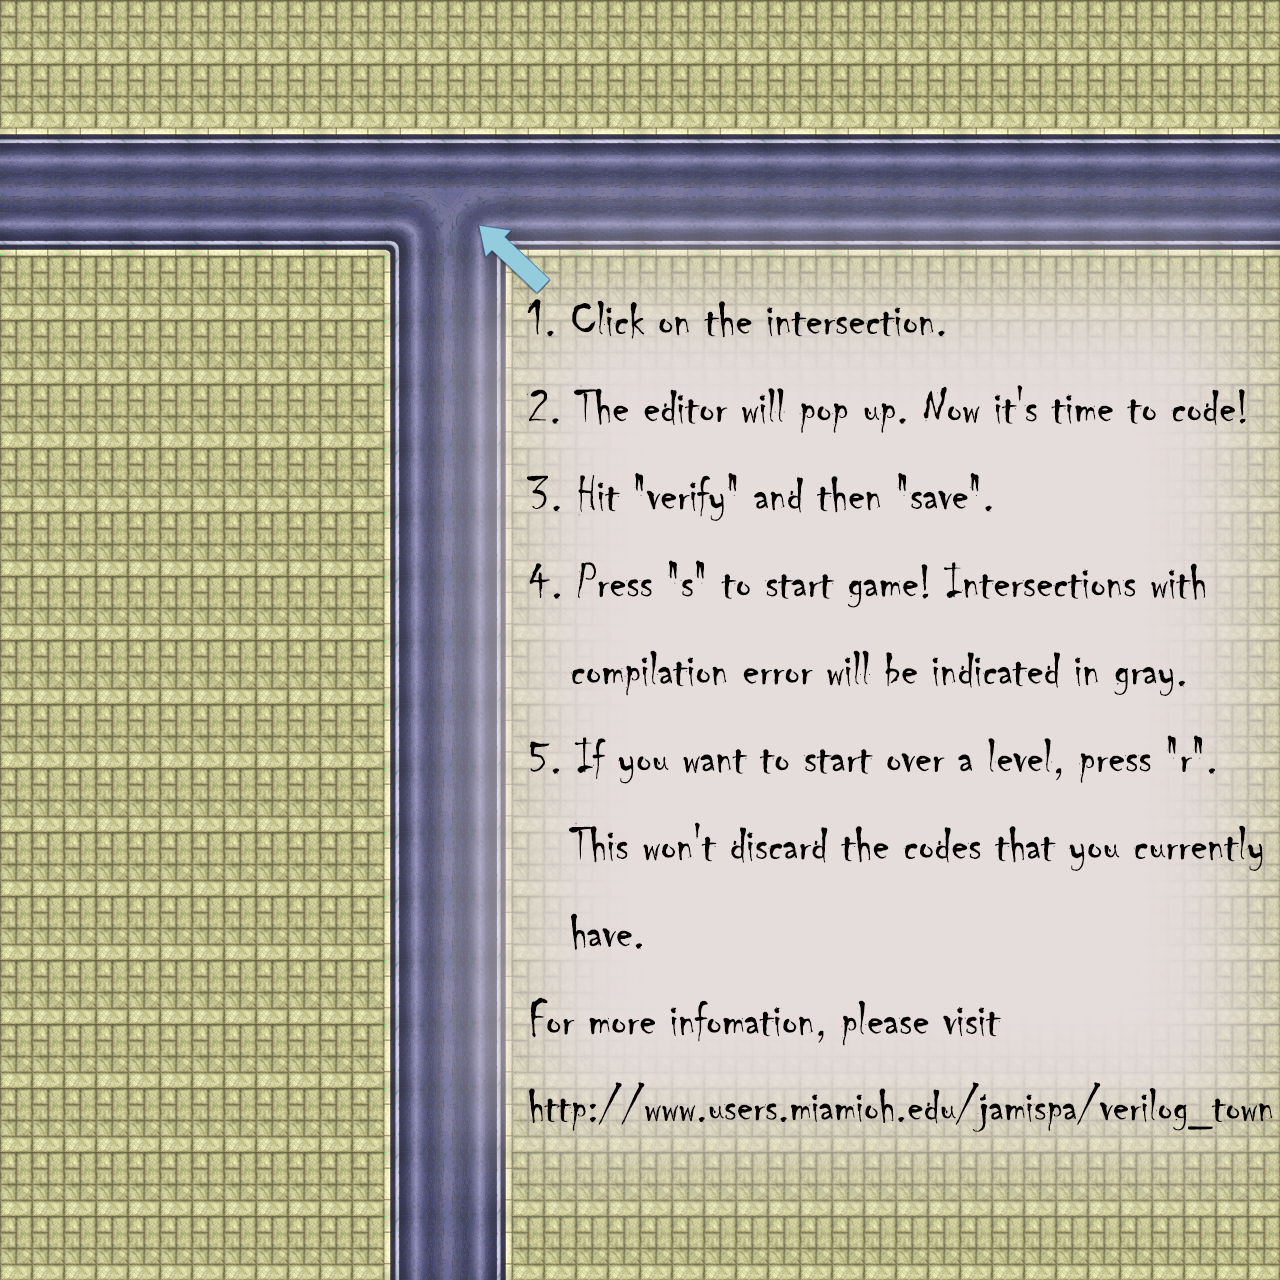 1. Click on the intersection.
2. The editor will pop up. Now it's time to code!
3. Hit "verify" and then "save".
4. Press "s" to start game! Intersections with
compilation error will be indicated in gray.
5. If you want to start over a level, press "r".
This won't discard the codes that you currently
have.
For more infomation, please visit
http://www.users.miamioh.edu/jamispa/verilog_town